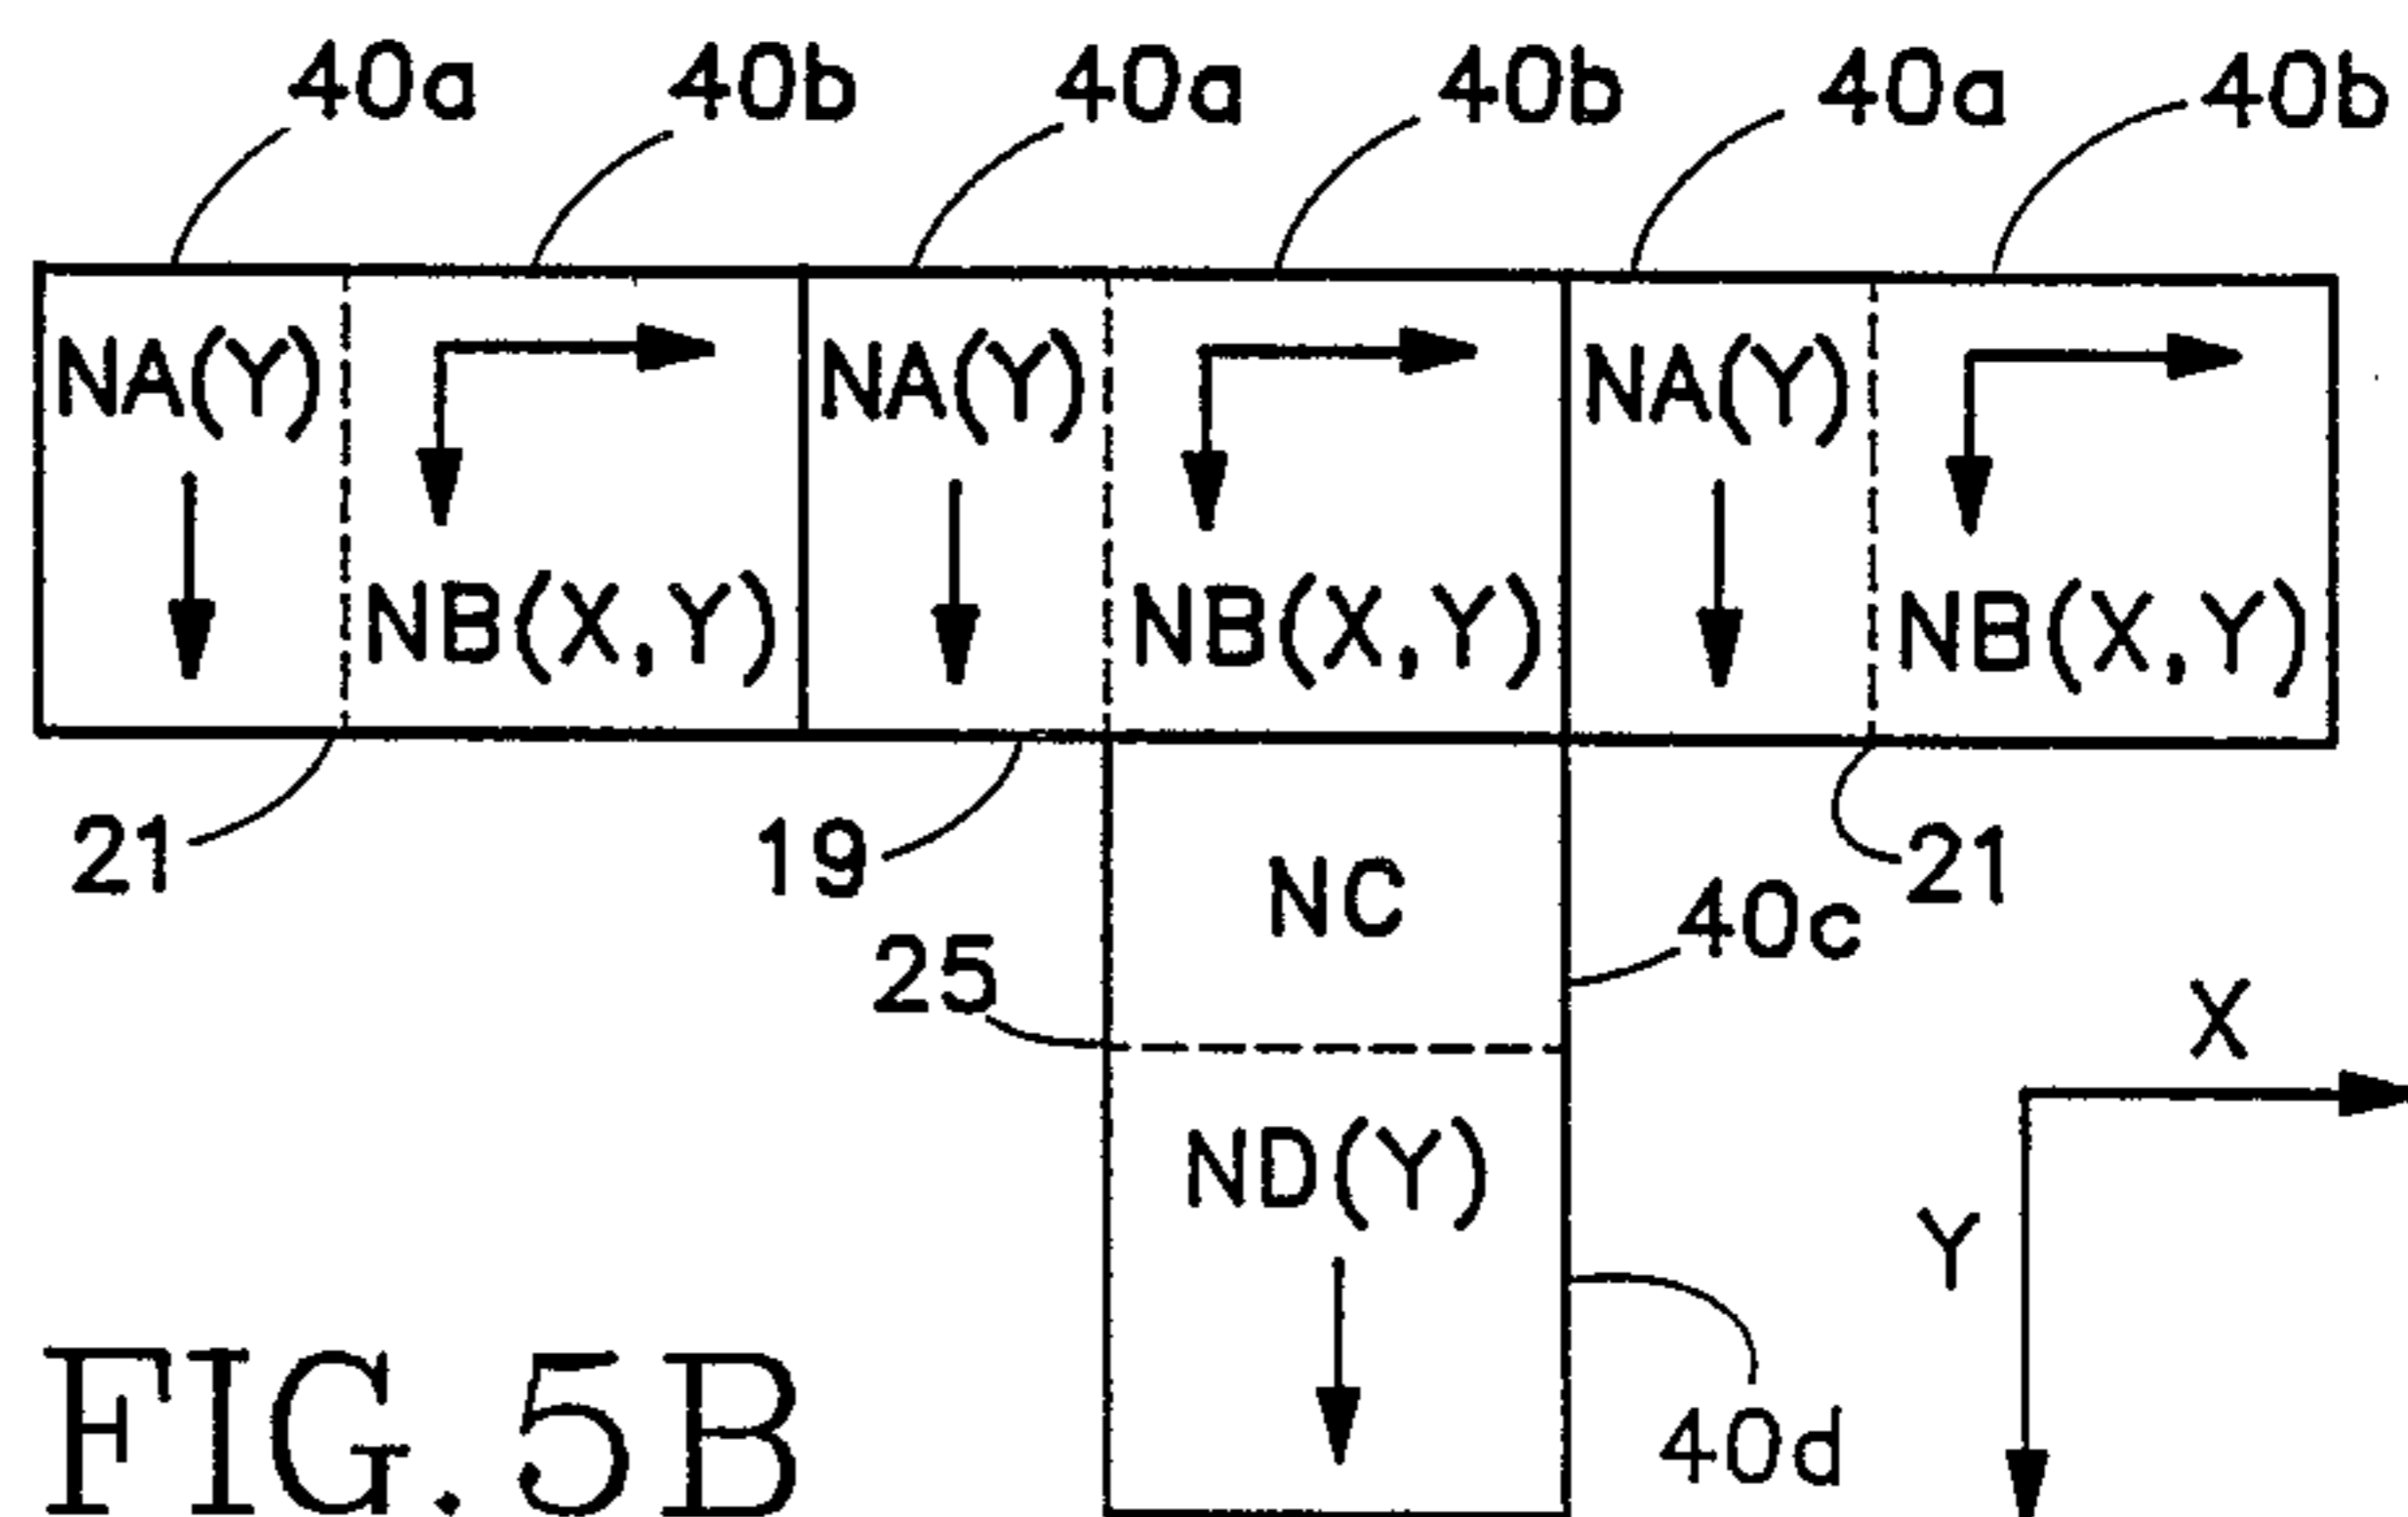 40a 40b 40a 40b 40a 40b
NA(Y) NA(Y) NA(Y)
NB(X,Y) NB(X,Y) NB(X,Y)
21 19 21
NC
40c
25
X
ND(Y)
Y
40d
FIG. 5B